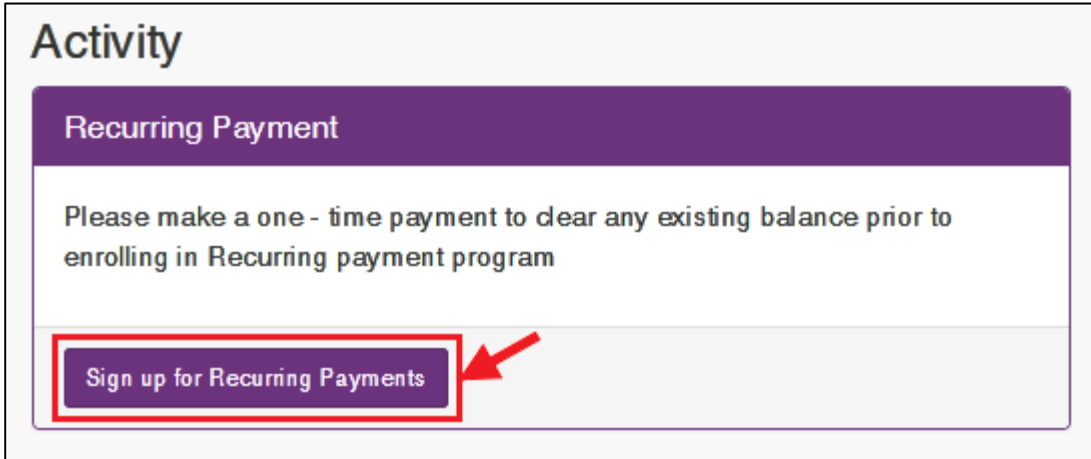 Activity
Recurring Payment
Please make a one - time payment to clear any existing balance prior to
enrolling in Recurring payment program
Sign up for Recurring Payments